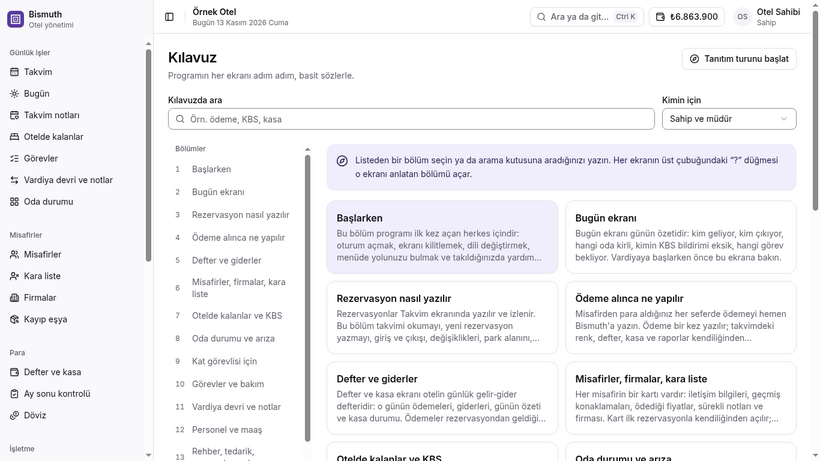 Bismuth
Otel yönetimi
Günlük işler
Takvim
Bugün
Takvim notları
Otelde kalanlar
Görevler
Vardiya devri ve notlar
Oda durumu
Misafirler
Misafirler
Kara liste
Firmalar
Kayıp eşya
Para
Defter ve kasa
Ay sonu kontrolü
Döviz
İşletme
Örnek Otel
Bugün 13 Kasım 2026 Cuma
Ara ya da git...
Ctrl K
₺6.863.900
OS
Otel Sahibi
Sahip
Kılavuz
Programın her ekranı adım adım, basit sözlerle.
Tanıtım turunu başlat
Kılavuzda ara
Örn. ödeme, KBS, kasa
Kimin için
Sahip ve müdür
Bölümler
1 Başlarken
2 Bugün ekranı
3 Rezervasyon nasıl yazılır
4 Ödeme alınca ne yapılır
5 Defter ve giderler
6 Misafirler, firmalar, kara
liste
7 Otelde kalanlar ve KBS
8 Oda durumu ve arıza
9 Kat görevlisi için
10 Görevler ve bakım
11 Vardiya devri ve notlar
12 Personel ve maaş
13 Rehber, tedarik,
Listeden bir bölüm seçin ya da arama kutusuna aradığınızı yazın. Her ekranın üst çubuğundaki “?” düğmesi
o ekranı anlatan bölümü açar.
Başlarken
Bu bölüm programı ilk kez açan herkes içindir:
oturum açmak, ekranı kilitlemek, dili değiştirmek,
menüde yolunuzu bulmak ve takıldığınızda yardım...
Bugün ekranı
Bugün ekranı günün özetidir: kim geliyor, kim çıkıyor,
hangi oda kirli, kimin KBS bildirimi eksik, hangi görev
bekliyor. Vardiyaya başlarken önce bu ekrana bakın.
Rezervasyon nasıl yazılır
Rezervasyonlar Takvim ekranında yazılır ve izlenir.
Bu bölüm takvimi okumayı, yeni rezervasyon
yazmayı, giriş ve çıkışı, değişiklikleri, park alanını,...
Ödeme alınca ne yapılır
Misafirden para aldığınız her seferde ödemeyi hemen
Bismuth'a yazın. Ödeme bir kez yazılır; takvimdeki
renk, defter, kasa ve raporlar kendiliğinden...
Defter ve giderler
Defter ve kasa ekranı otelin günlük gelir-gider
defteridir: o günün ödemeleri, giderleri, günün özeti
ve kasa durumu. Ödemeler rezervasyondan geldiği...
Misafirler, firmalar, kara liste
Her misafirin bir kartı vardır: iletişim bilgileri, geçmiş
konaklamaları, ödediği fiyatlar, sürekli notları ve
firması. Kart ilk rezervasyonla kendiliğinden açılır;...
Otelde kalanlar ve KBS
Oda durumu ve arıza